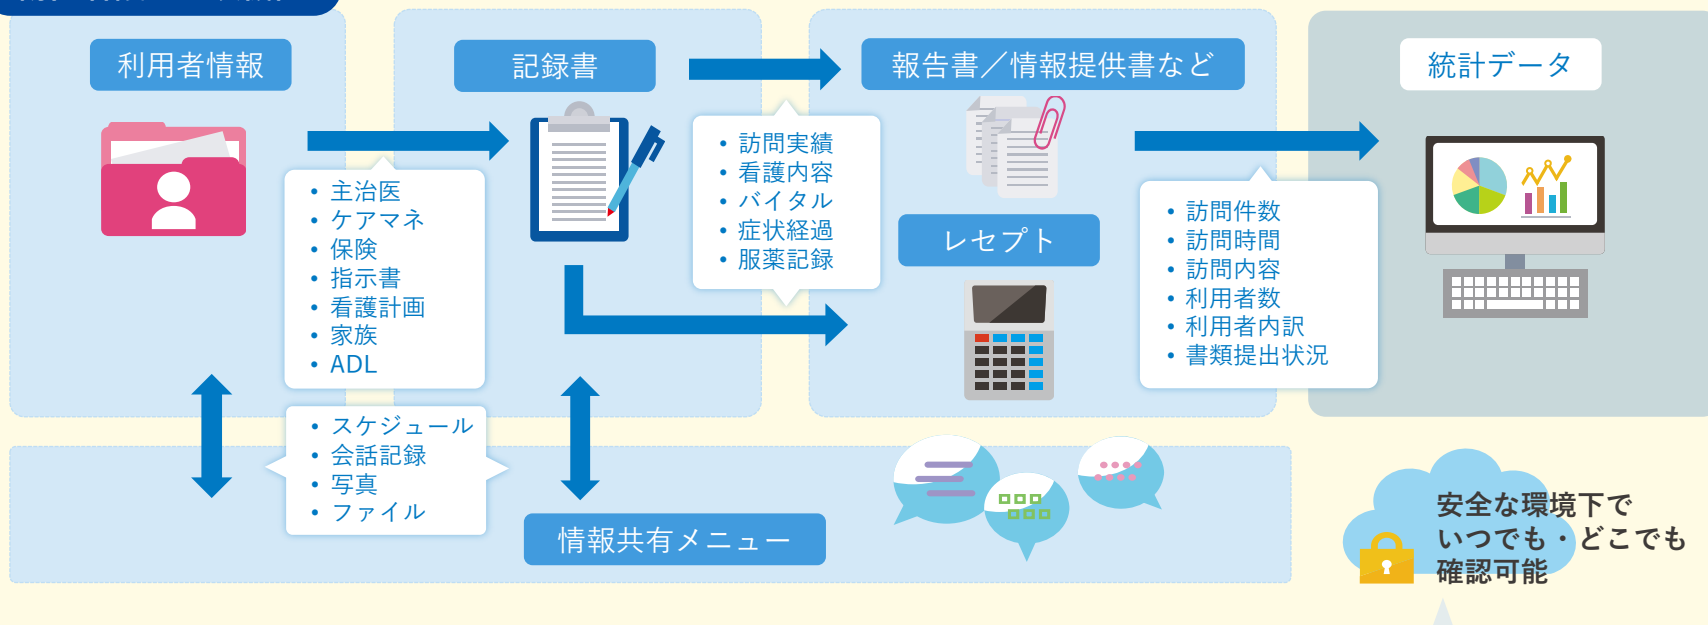 利用者情報
記録書
報告書／情報提供書など
統計データ
• 主治医
• ケアマネ
• 保険
• 指示書
• 看護計画
• 家族
• ADL
• 訪問実績
• 看護内容
• バイタル
• 症状経過
• 服薬記録
レセプト
• 訪問件数
• 訪問時間
• 訪問内容
• 利用者数
• 利用者内訳
• 書類提出状況
• スケジュール
• 会話記録
• 写真
• ファイル
情報共有メニュー
安全な環境下で
いつでも・どこでも
確認可能